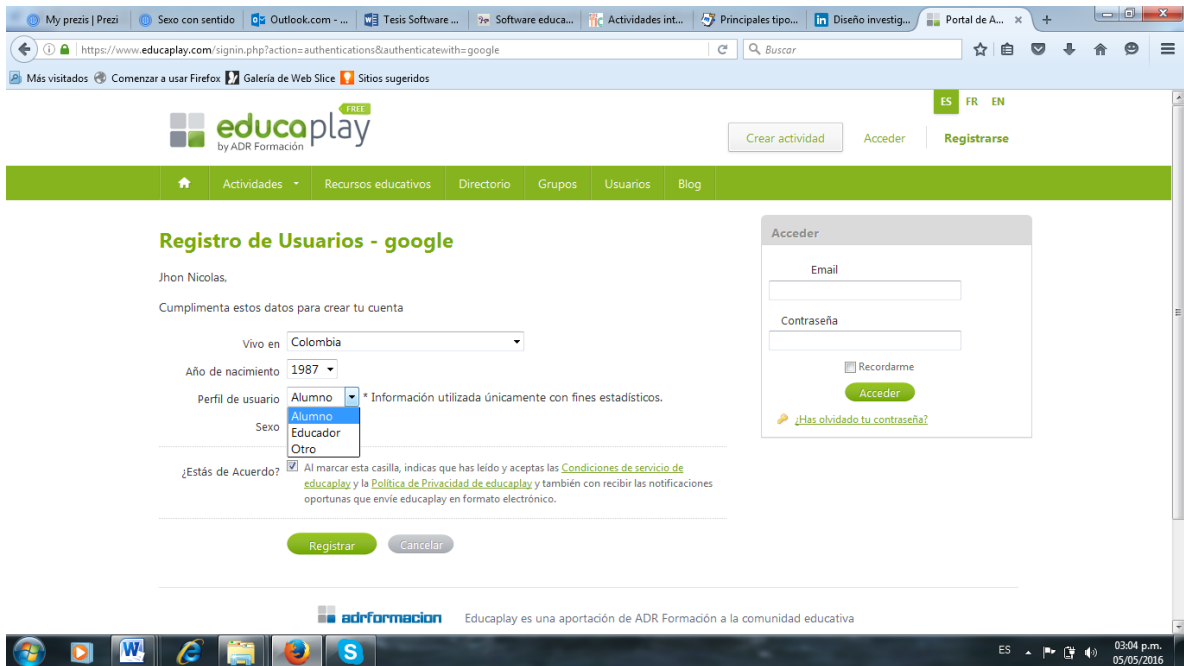 My prezis | Prezi
Sexo con sentido
Outlook.com - ...
Tesis Software ...
Software educa...
Actividades int...
Principales tipo...
Diseño investig...
Portal de A...
https://www.educaplay.com/signin.php?action=authentications&authenticatewith=google
Buscar
Más visitados
Comenzar a usar Firefox
Galería de Web Slice
Sitios sugeridos
ES FR EN
FREE
educaplay
by ADR Formación
Crear actividad
Acceder
Registrarse
Actividades
Recursos educativos
Directorio
Grupos
Usuarios
Blog
Registro de Usuarios - google
Jhon Nicolas,
Cumplimenta estos datos para crear tu cuenta
Vivo en Colombia
Año de nacimiento 1987
Perfil de usuario Alumno * Información utilizada únicamente con fines estadísticos.
Alumno
Sexo Educador
Otro
¿Estás de Acuerdo? Al marcar esta casilla, indicas que has leído y aceptas las Condiciones de servicio de
educaplay y la Política de Privacidad de educaplay y también con recibir las notificaciones
oportunas que envíe educaplay en formato electrónico.
Registrar
Cancelar
Acceder
Email
Contraseña
Recordarme
Acceder
¿Has olvidado tu contraseña?
adrformacion Educaplay es una aportación de ADR Formación a la comunidad educativa
ES
03:04 p.m.
05/05/2016